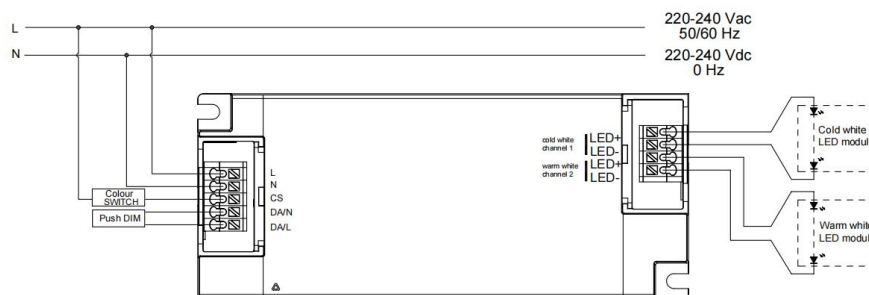 220-240 Vac
50/60 Hz
L
N
220-240 Vdc
0 Hz
cold white
channel 1
LED+
LED-
warm white
channel 2
LED+
LED-
Cold white
LED modul
L
N
Colour
SWITCH
CS
Push DIM
DA/N
DA/L
Warm white
LED modul